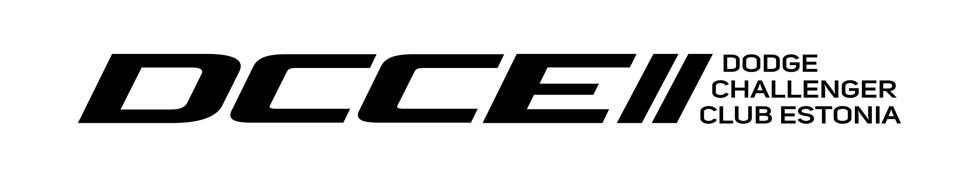 DCCE//
DODGE
CHALLENGER
CLUB ESTONIA